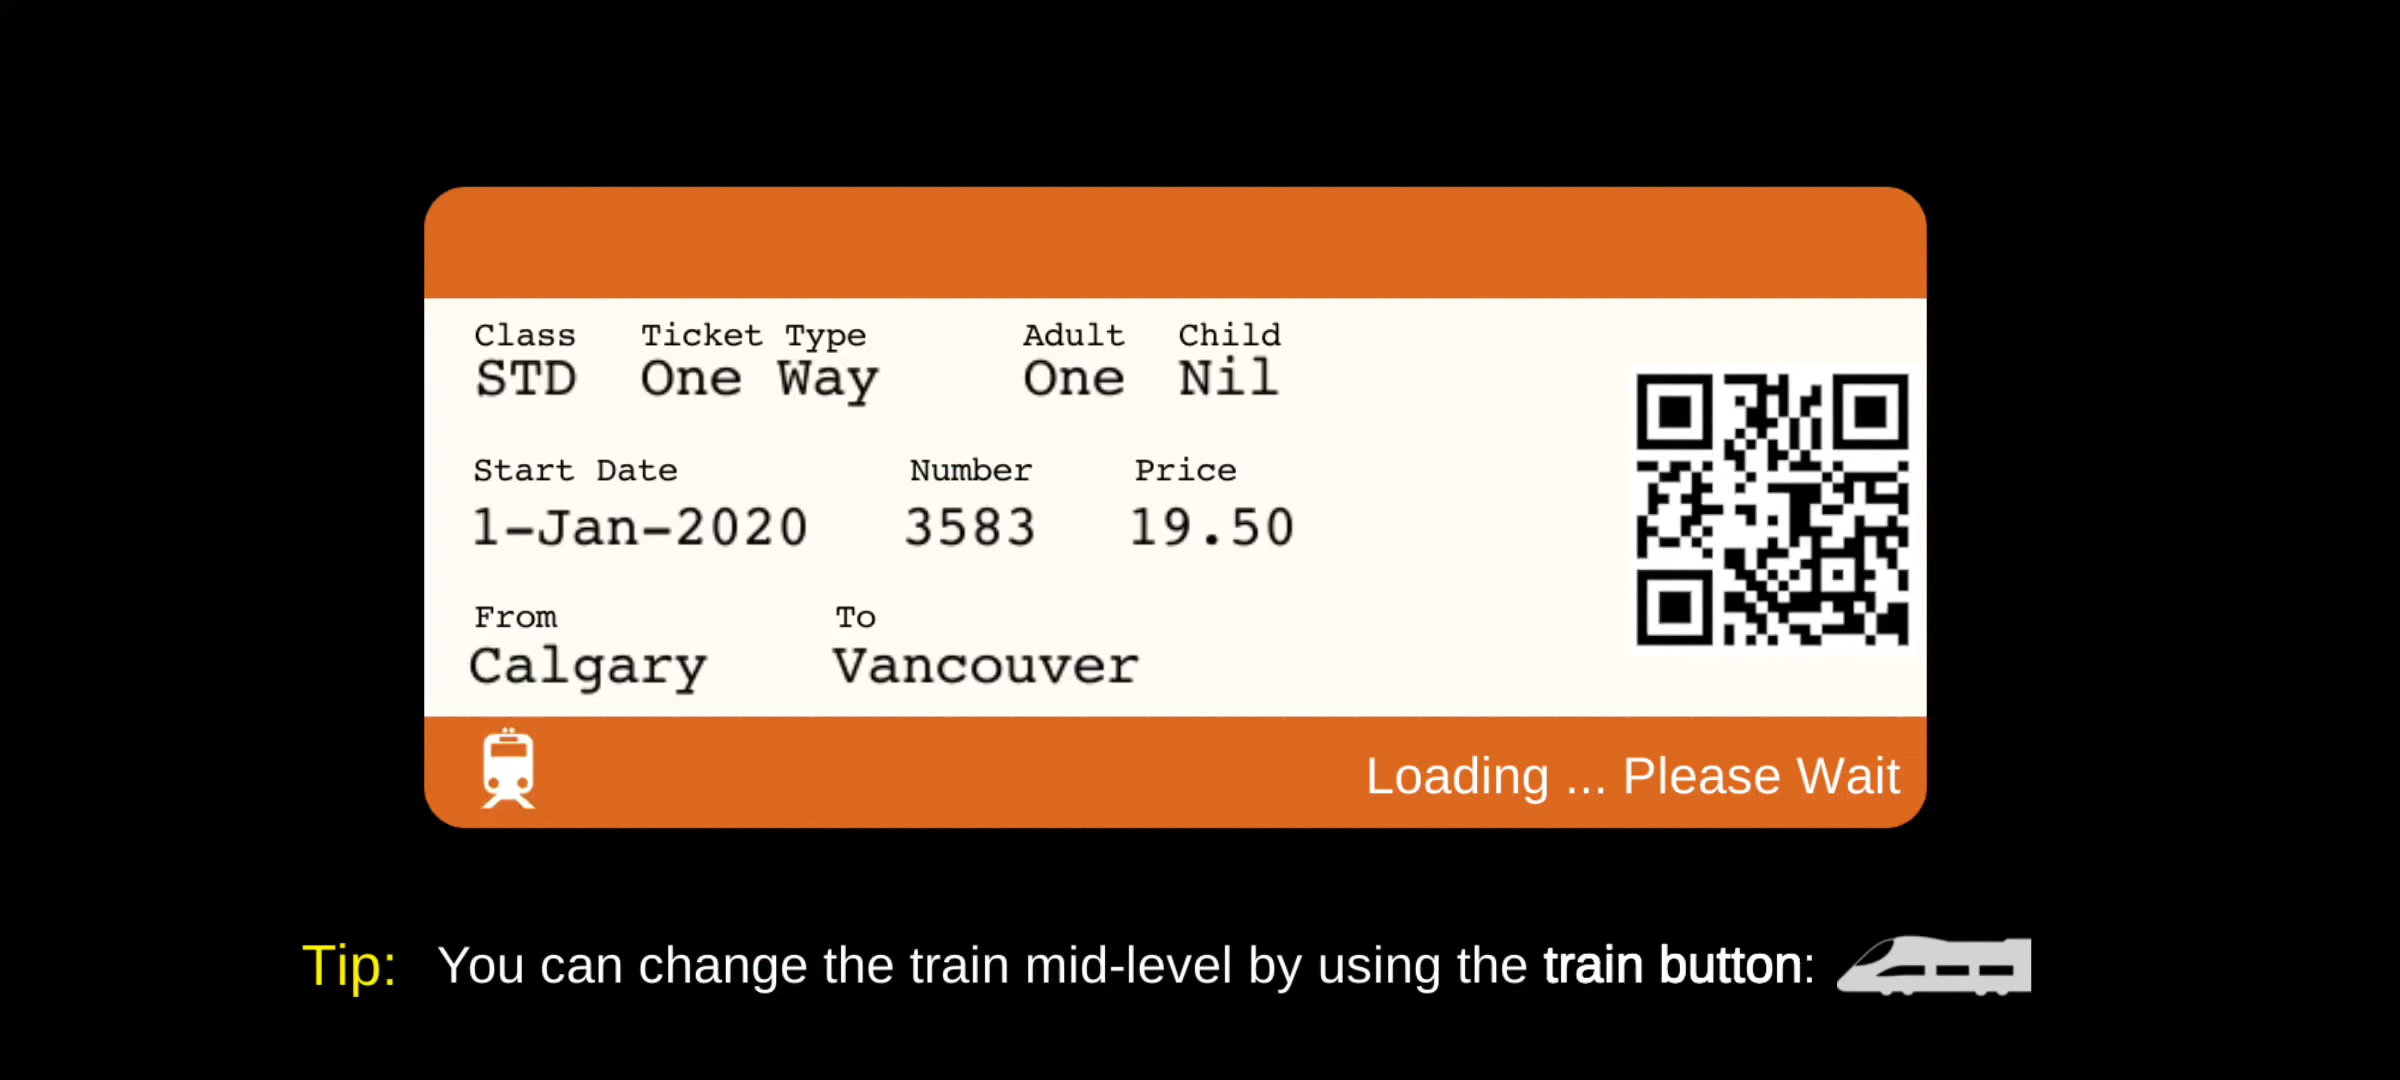 Class Ticket Type Adult Child
STD One Way One Nil
Start Date Number Price
1-Jan-2020 3583 19.50
From To
Calgary Vancouver
Loading ... Please Wait
Tip: You can change the train mid-level by using the train button: